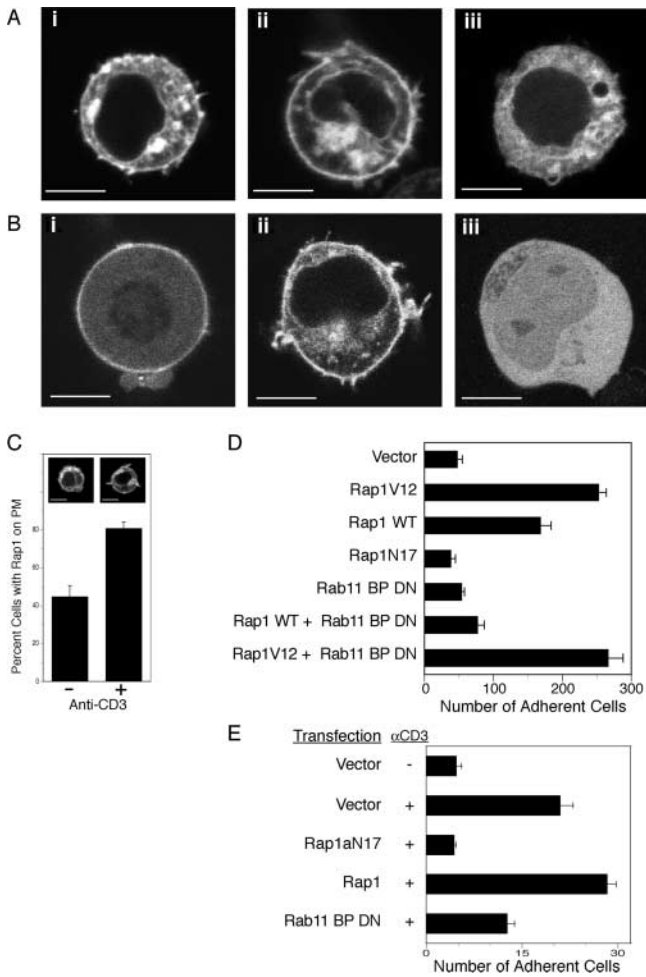 A
i
ii
iii
B
i
ii
iii
C
Percent Cells with Rap1 on PM
80
60
40
20
0
- +
Anti-CD3
D
Vector
Rap1V12
Rap1 WT
Rap1N17
Rab11 BP DN
Rap1 WT + Rab11 BP DN
Rap1V12 + Rab11 BP DN
0 100 200 300
Number of Adherent Cells
E
Transfection αCD3
Vector -
Vector +
Rap1aN17 +
Rap1 +
Rab11 BP DN +
0 15 30
Number of Adherent Cells